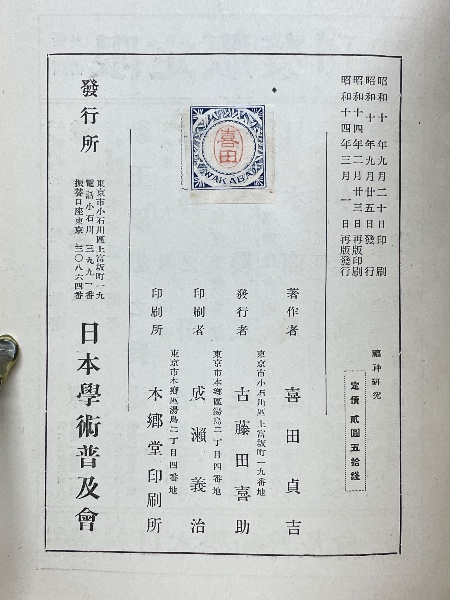 昭和十年九月二十日印刷
昭和十年九月廿五日發行
昭和十四年二月廿三日再版印刷
昭和十四年三月一日再版發行
福神研究
定價貳圓五拾錢
著作者 喜田貞吉
東京市小石川區上富坂町一九番地
發行者 古藤田喜助
東京市本郷區湯島二丁目四番地
印刷者 成瀬義治
東京市本郷區湯島二丁目四番地
印刷所 本郷堂印刷所
喜田
WAKABA
發行所
東京市小石川區上富坂町一九
電話小石川三九九一番
振替口座東京三〇八六四番
日本學術普及會